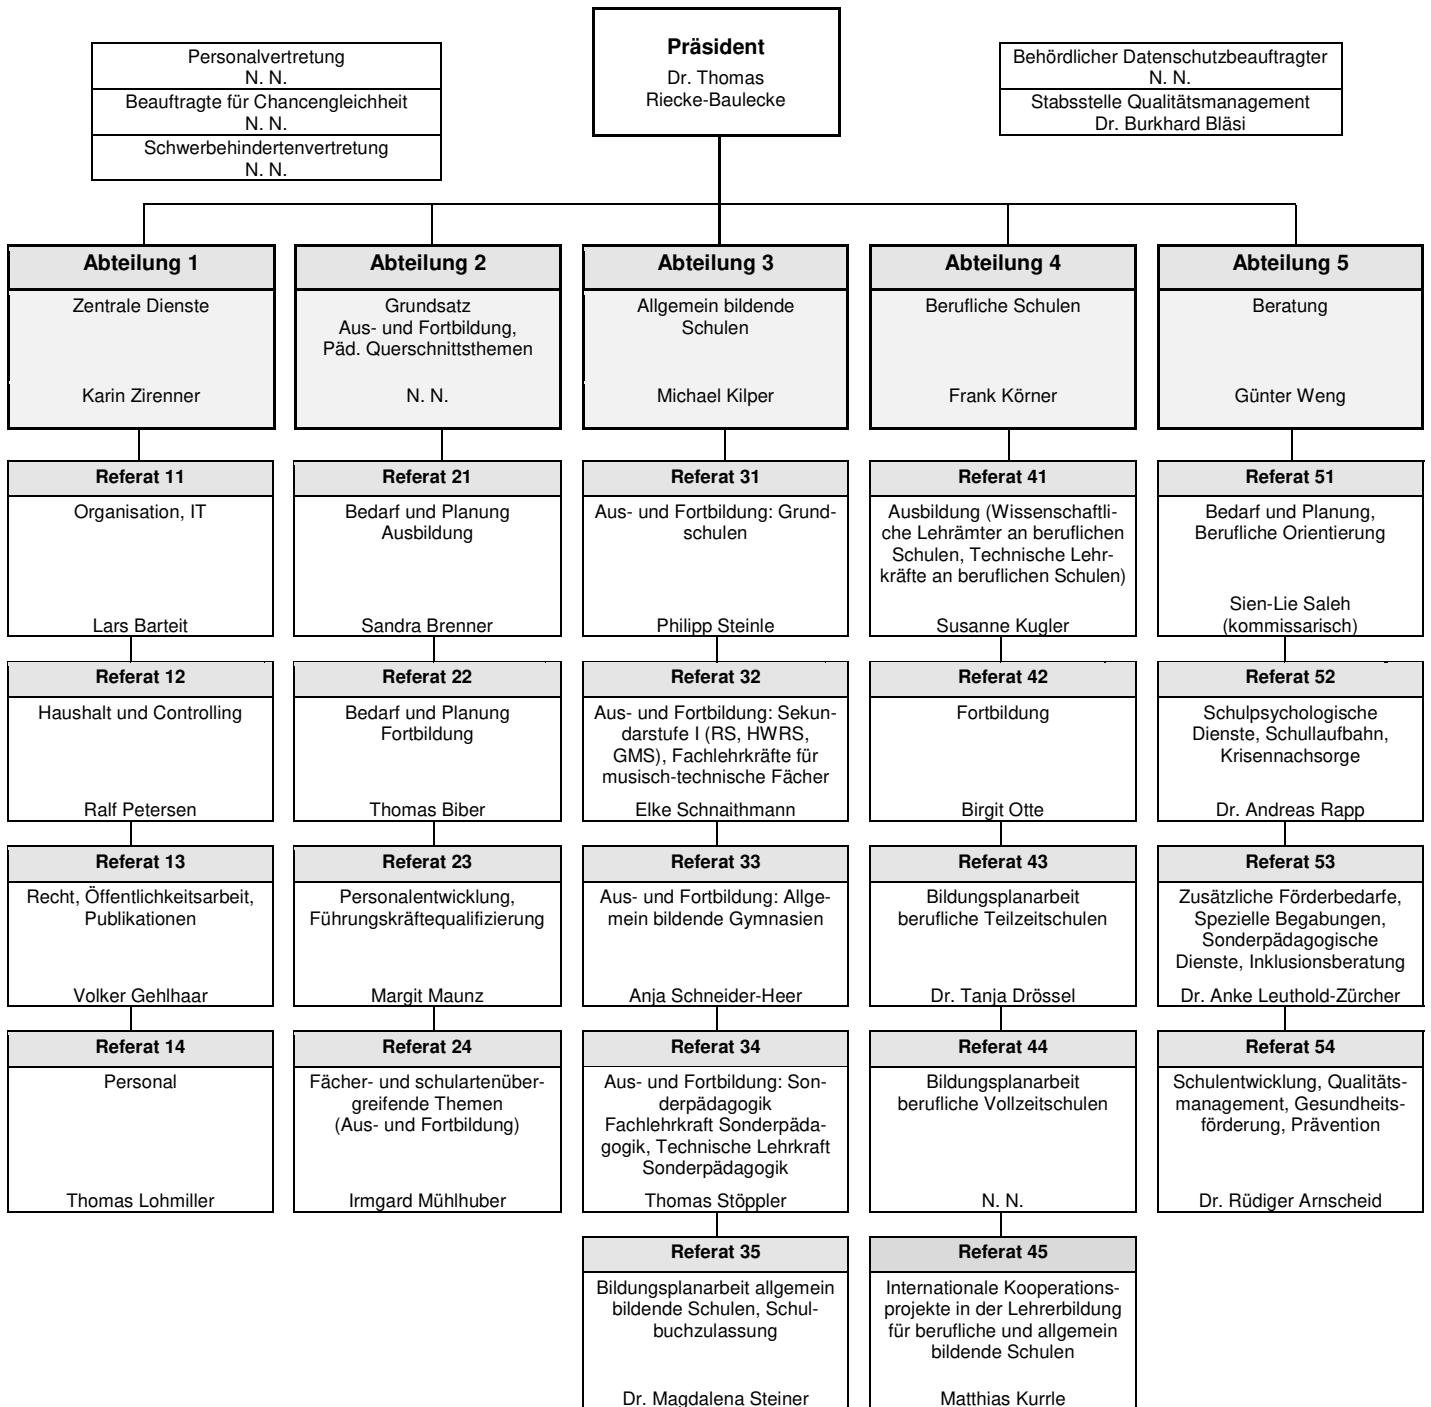 Personalvertretung
N. N.
Beauftragte für Chancengleichheit
N. N.
Schwerbehindertenvertretung
N. N.
Präsident
Dr. Thomas
Riecke-Baulecke
Behördlicher Datenschutzbeauftragter
N. N.
Stabsstelle Qualitätsmanagement
Dr. Burkhard Bläsi
Abteilung 1
Zentrale Dienste
Karin Zirenner
Abteilung 2
Grundsatz
Aus- und Fortbildung,
Päd. Querschnittsthemen
N. N.
Abteilung 3
Allgemein bildende
Schulen
Michael Kilper
Abteilung 4
Berufliche Schulen
Frank Körner
Abteilung 5
Beratung
Günter Weng
Referat 11
Organisation, IT
Lars Barteit
Referat 21
Bedarf und Planung
Ausbildung
Sandra Brenner
Referat 31
Aus- und Fortbildung: Grund-
schulen
Philipp Steinle
Referat 41
Ausbildung (Wissenschaftli-
che Lehrämter an beruflichen
Schulen, Technische Lehr-
kräfte an beruflichen Schulen)
Susanne Kugler
Referat 51
Bedarf und Planung,
Berufliche Orientierung
Sien-Lie Saleh
(kommissarisch)
Referat 12
Haushalt und Controlling
Ralf Petersen
Referat 22
Bedarf und Planung
Fortbildung
Thomas Biber
Referat 32
Aus- und Fortbildung: Sekun-
darstufe I (RS, HWRS,
GMS), Fachlehrkräfte für
musisch-technische Fächer
Elke Schnaithmann
Referat 42
Fortbildung
Birgit Otte
Referat 52
Schulpsychologische
Dienste, Schullaufbahn,
Krisennachsorge
Dr. Andreas Rapp
Referat 13
Recht, Öffentlichkeitsarbeit,
Publikationen
Volker Gehlhaar
Referat 23
Personalentwicklung,
Führungskräftequalifizierung
Margit Maunz
Referat 33
Aus- und Fortbildung: Allge-
mein bildende Gymnasien
Anja Schneider-Heer
Referat 43
Bildungsplanarbeit
berufliche Teilzeitschulen
Dr. Tanja Drössel
Referat 53
Zusätzliche Förderbedarfe,
Spezielle Begabungen,
Sonderpädagogische
Dienste, Inklusionsberatung
Dr. Anke Leuthold-Zürcher
Referat 14
Personal
Thomas Lohmiller
Referat 24
Fächer- und schulartenüber-
greifende Themen
(Aus- und Fortbildung)
Irmgard Mühlhuber
Referat 34
Aus- und Fortbildung: Son-
derpädagogik
Fachlehrkraft Sonderpäda-
gogik, Technische Lehrkraft
Sonderpädagogik
Thomas Stöppler
Referat 44
Bildungsplanarbeit
berufliche Vollzeitschulen
N. N.
Referat 54
Schulentwicklung, Qualitäts-
management, Gesundheits-
förderung, Prävention
Dr. Rüdiger Arnscheid
Referat 35
Bildungsplanarbeit allgemein
bildende Schulen, Schul-
buchzulassung
Dr. Magdalena Steiner
Referat 45
Internationale Kooperations-
projekte in der Lehrerbildung
für berufliche und allgemein
bildende Schulen
Matthias Kurrle